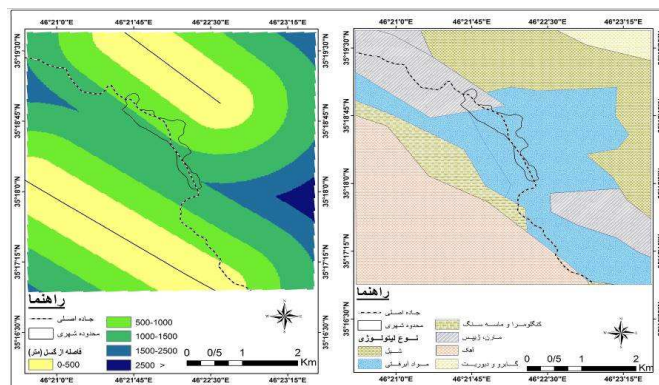 46°21'0"E 46°21'45"E 46°22'30"E 46°23'15"E
35°19'30"N
35°18'45"N
35°18'0"N
35°17'15"N
35°16'30"N
راهنما
جاده اصلی
محدوده شهری
فاصله از گسل (متر)
0-500
500-1000
1000-1500
1500-2500
2500 <
0 0/5 1 2
Km
46°21'0"E 46°21'45"E 46°22'30"E 46°23'15"E
35°19'30"N
35°18'45"N
35°18'0"N
35°17'15"N
35°16'30"N
راهنما
جاده اصلی
محدوده شهری
نوع لیتولوژی
شیل
مواد آبرفتی
کنگلومرا و ماسه سنگ
مارن، ژیپس
آهک
گابرو و دیوریت
0 0/5 1 2
Km